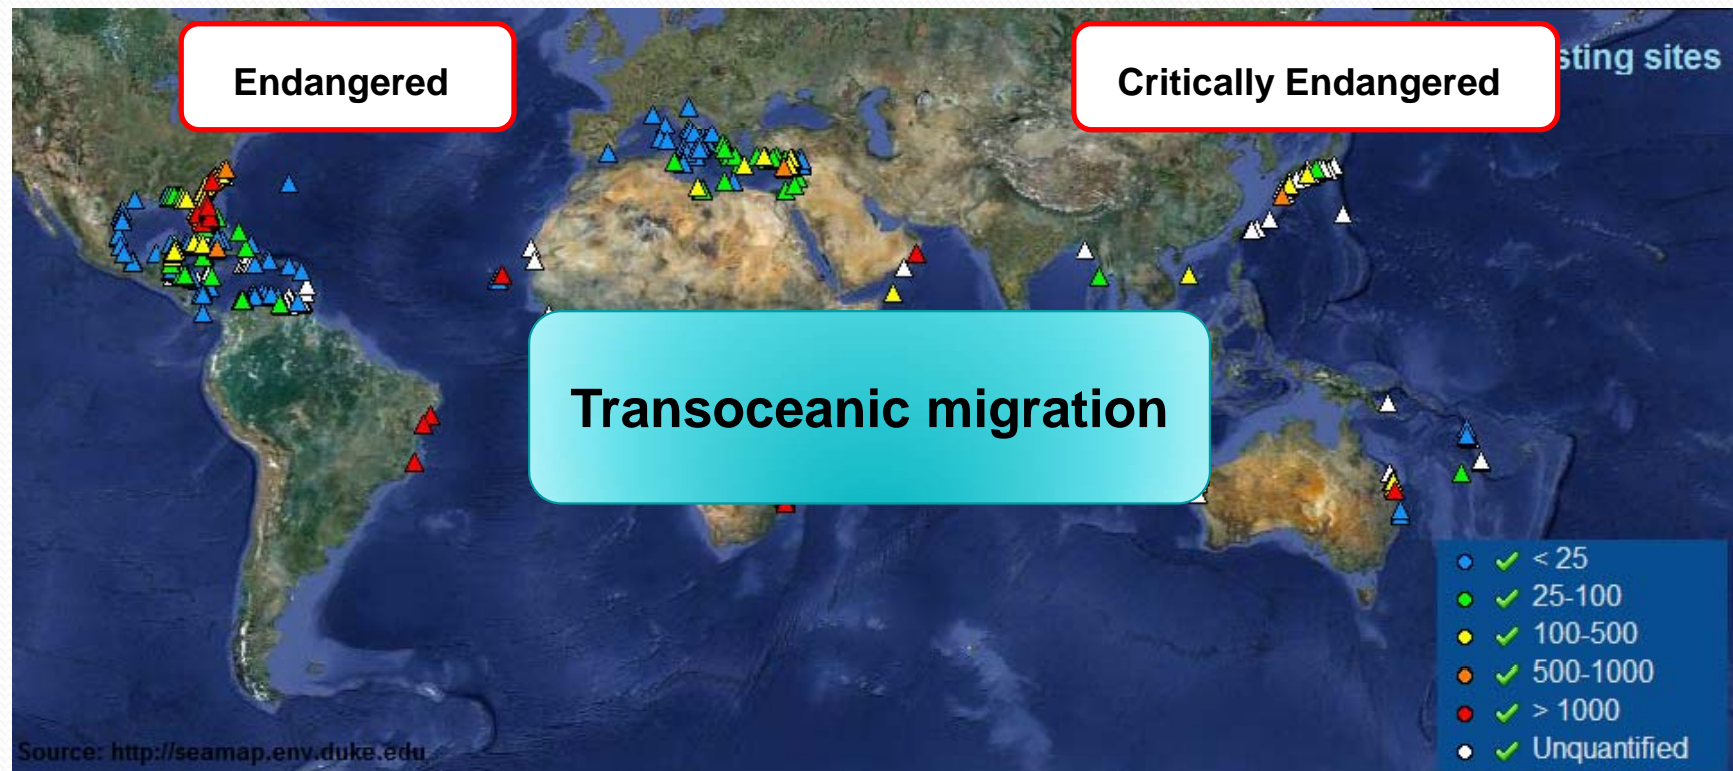 Endangered
Critically Endangered
sting sites
Transoceanic migration
< 25
25-100
100-500
500-1000
> 1000
Unquantified
Source: http://seamap.env.duke.edu